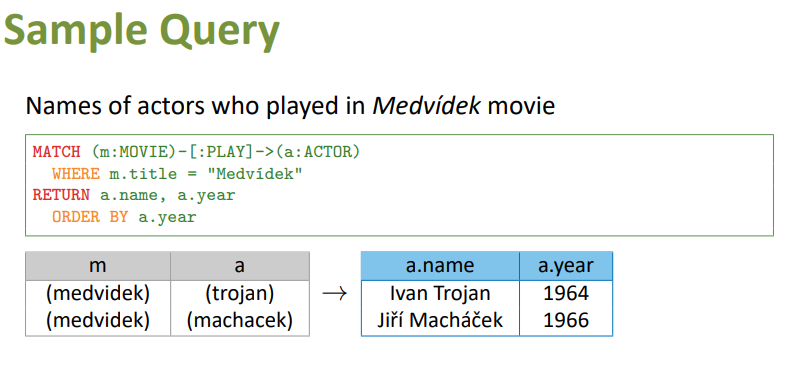 Sample Query
Names of actors who played in Medvídek movie
MATCH (m:MOVIE)-[:PLAY]->(a:ACTOR)
WHERE m.title = "Medvídek"
RETURN a.name, a.year
ORDER BY a.year
m a → a.name a.year
(medvidek) (trojan) Ivan Trojan 1964
(medvidek) (machacek) Jiří Macháček 1966